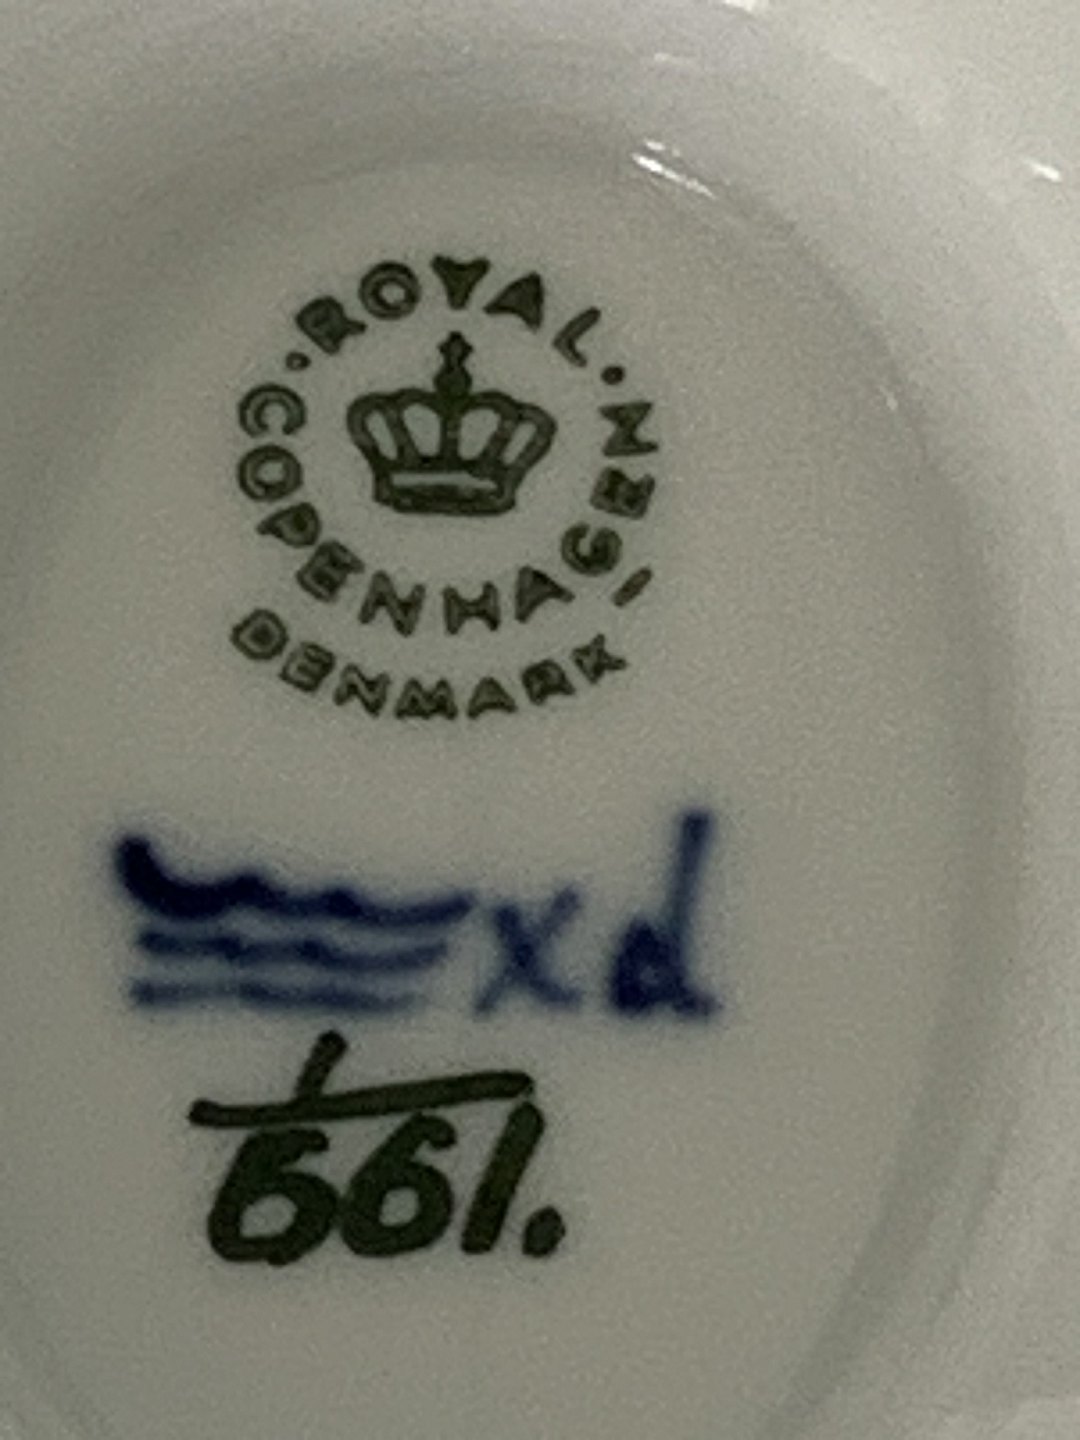 ROYAL
COPENHAGEN
DENMARK
xd
1/661.